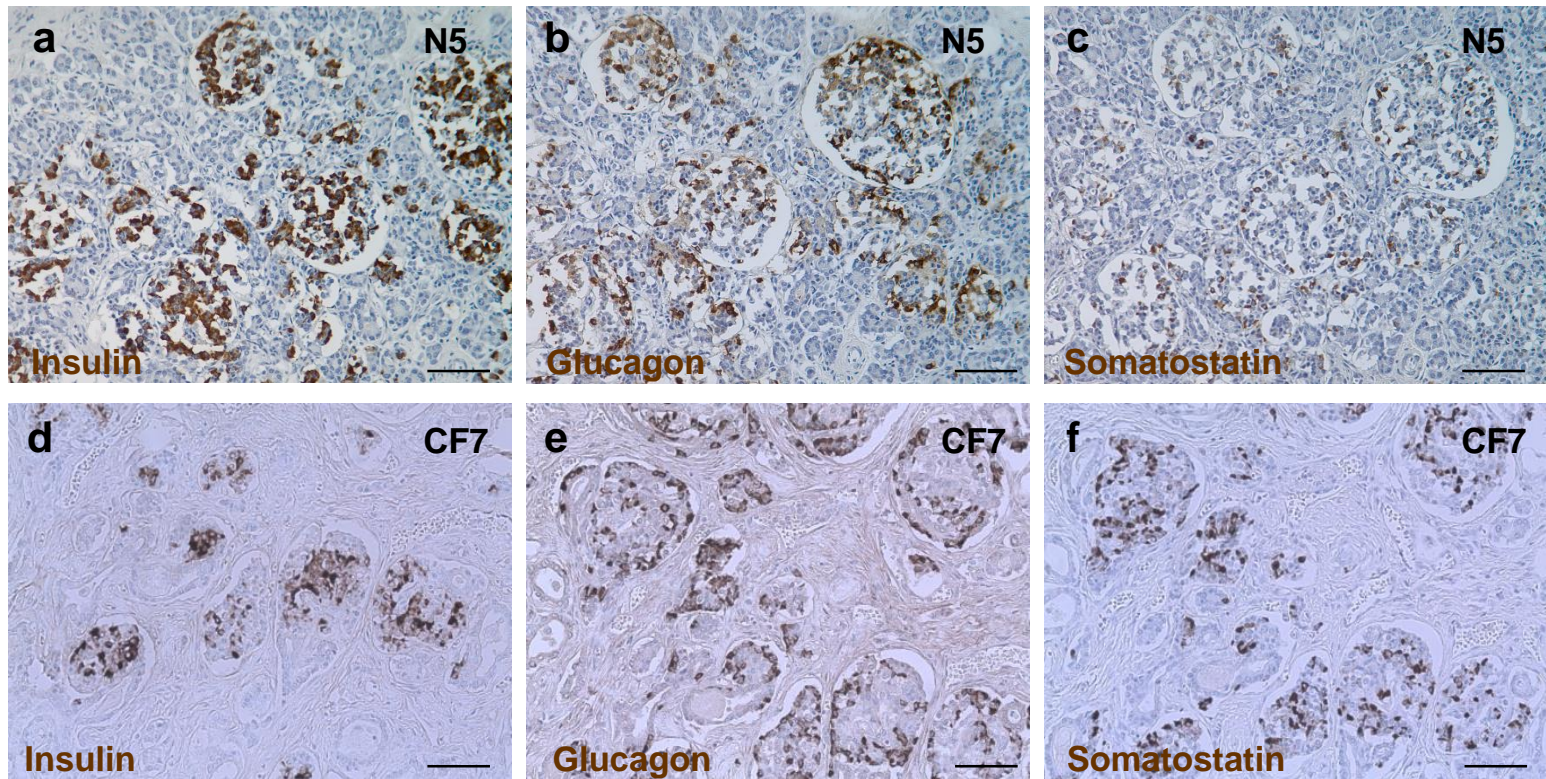 a N5
Insulin
b N5
Glucagon
c N5
Somatostatin
d CF7
Insulin
e CF7
Glucagon
f CF7
Somatostatin